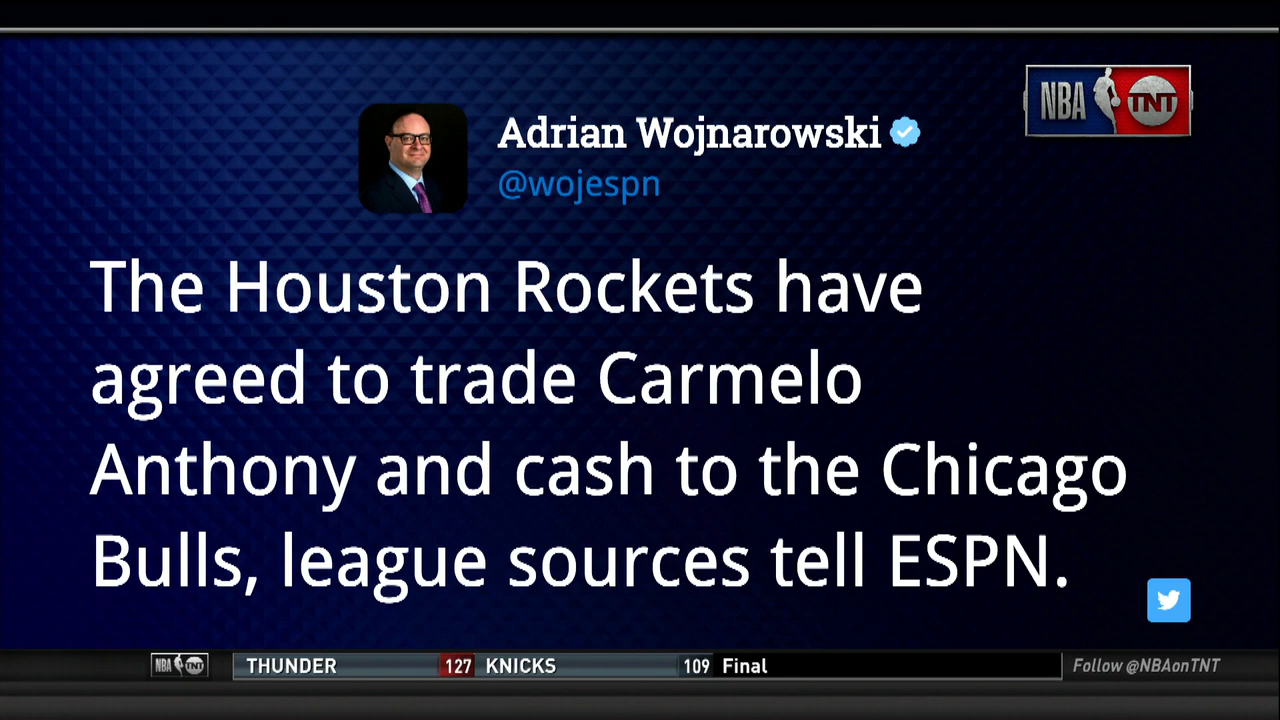 NBA TNT
Adrian Wojnarowski
@wojespn
The Houston Rockets have
agreed to trade Carmelo
Anthony and cash to the Chicago
Bulls, league sources tell ESPN.
NBA TNT THUNDER 127 KNICKS 109 Final Follow @NBAonTNT